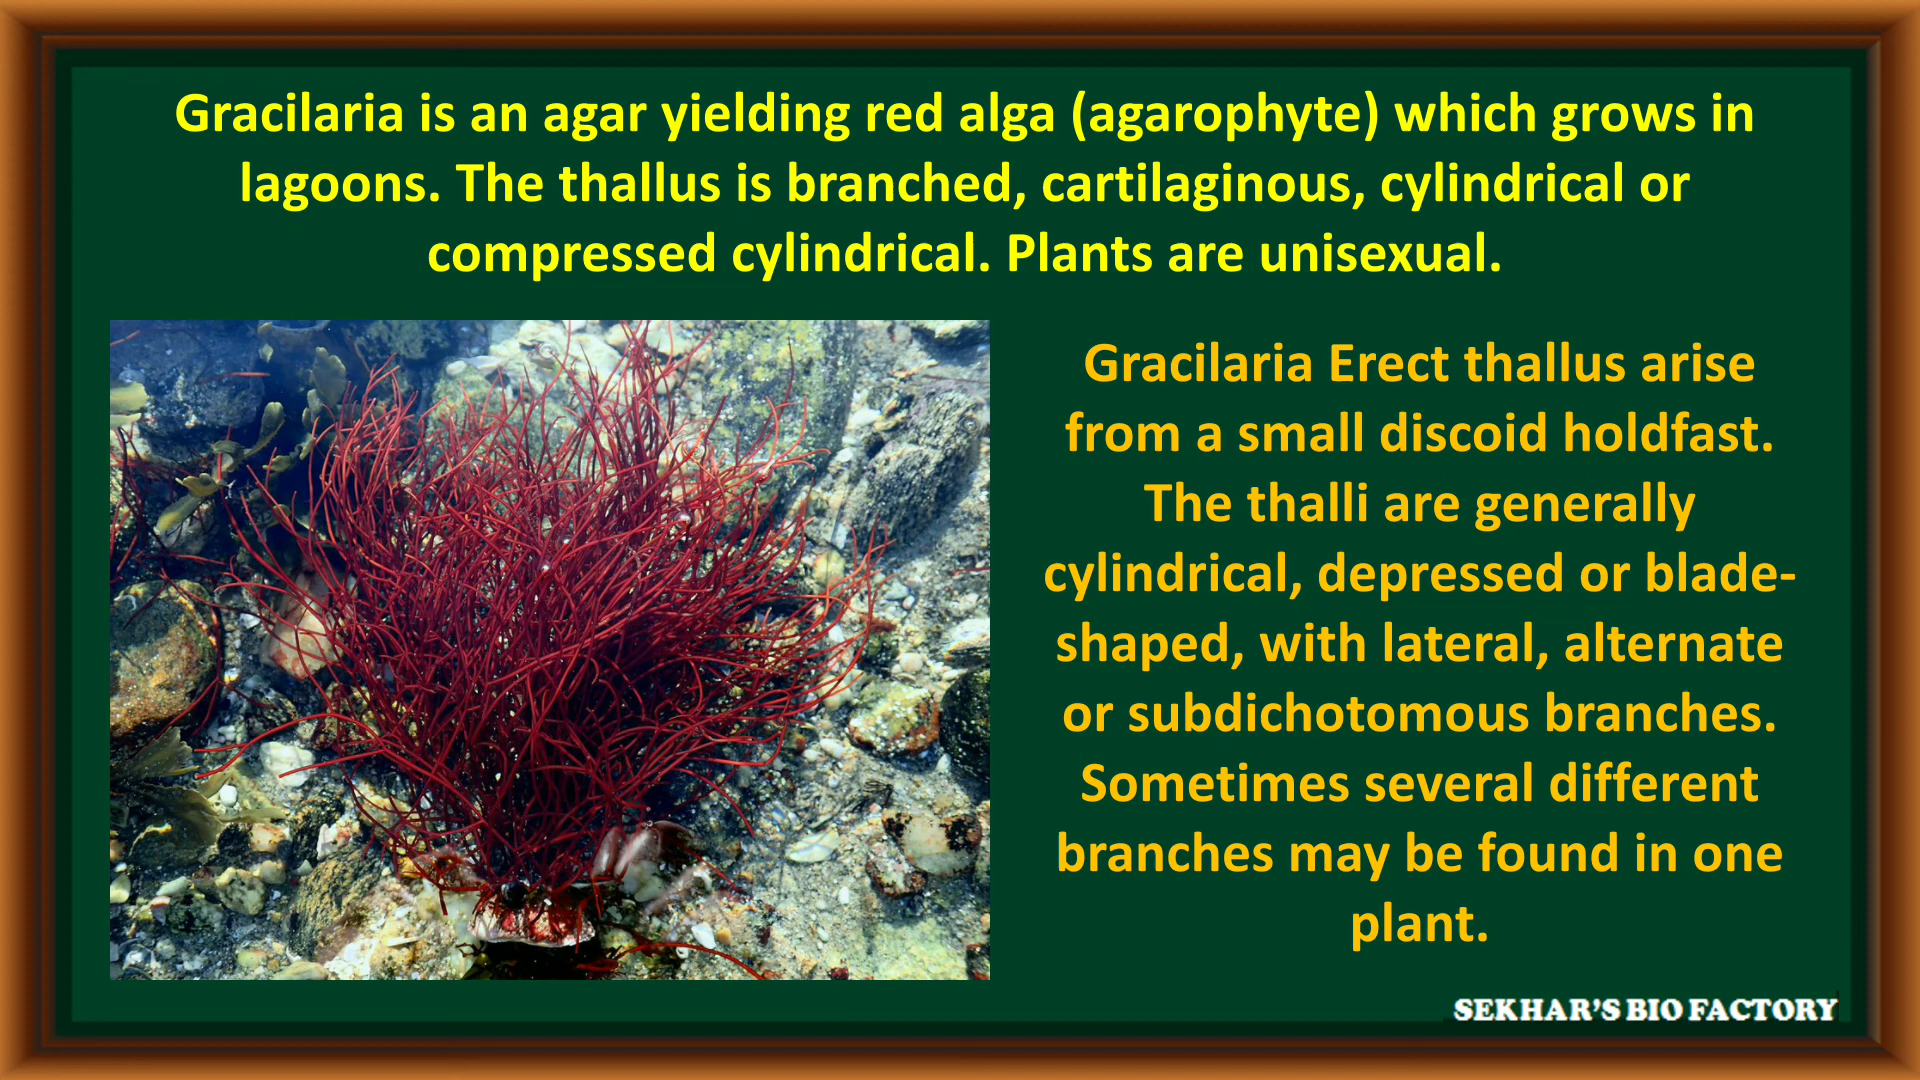 Gracilaria is an agar yielding red alga (agarophyte) which grows in
lagoons. The thallus is branched, cartilaginous, cylindrical or
compressed cylindrical. Plants are unisexual.
Gracilaria Erect thallus arise
from a small discoid holdfast.
The thalli are generally
cylindrical, depressed or blade-
shaped, with lateral, alternate
or subdichotomous branches.
Sometimes several different
branches may be found in one
plant.
SEKHAR'S BIO FACTORY